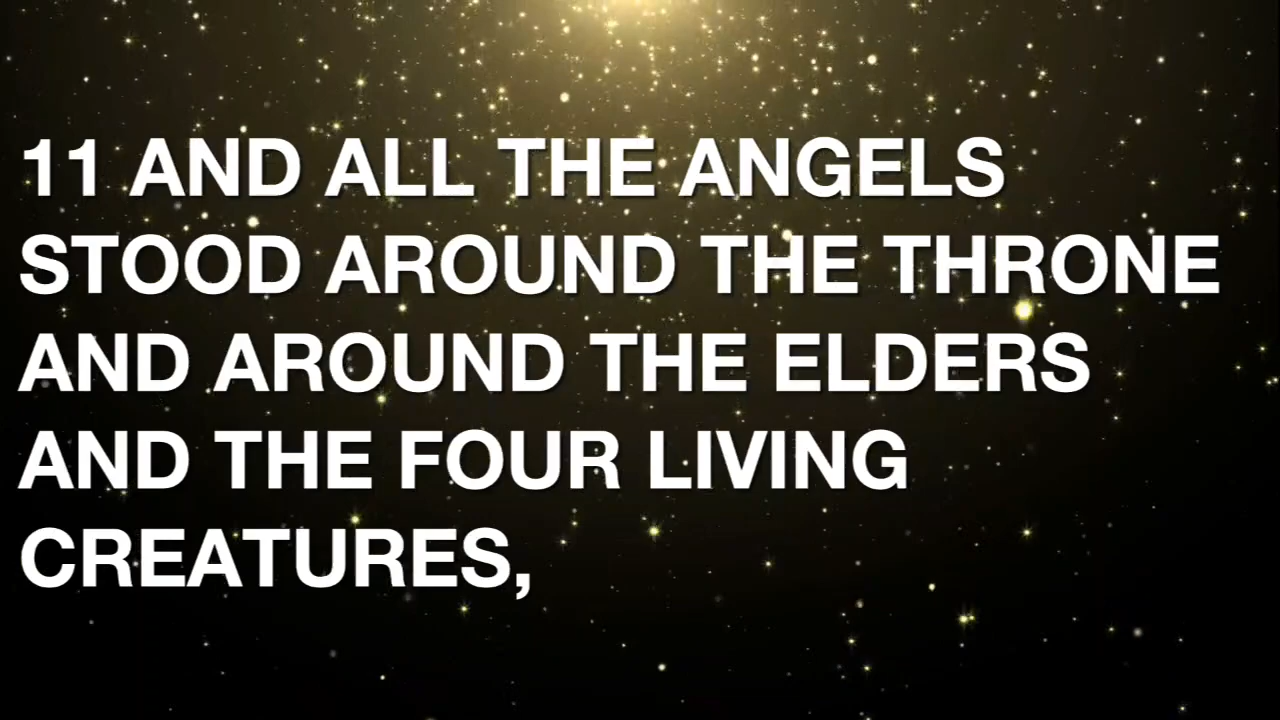 11 AND ALL THE ANGELS
STOOD AROUND THE THRONE
AND AROUND THE ELDERS
AND THE FOUR LIVING
CREATURES,